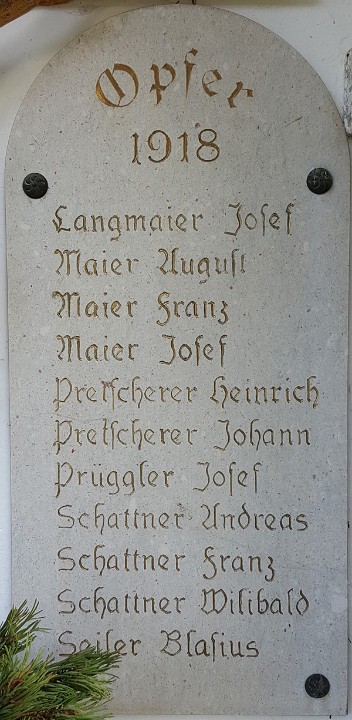 Opfer
1918
Langmaier Josef
Maier August
Maier Franz
Maier Josef
Pretscherer Heinrich
Pretscherer Johann
Prüggler Josef
Schattner Andreas
Schattner Franz
Schattner Wilibald
Seiler Blasius